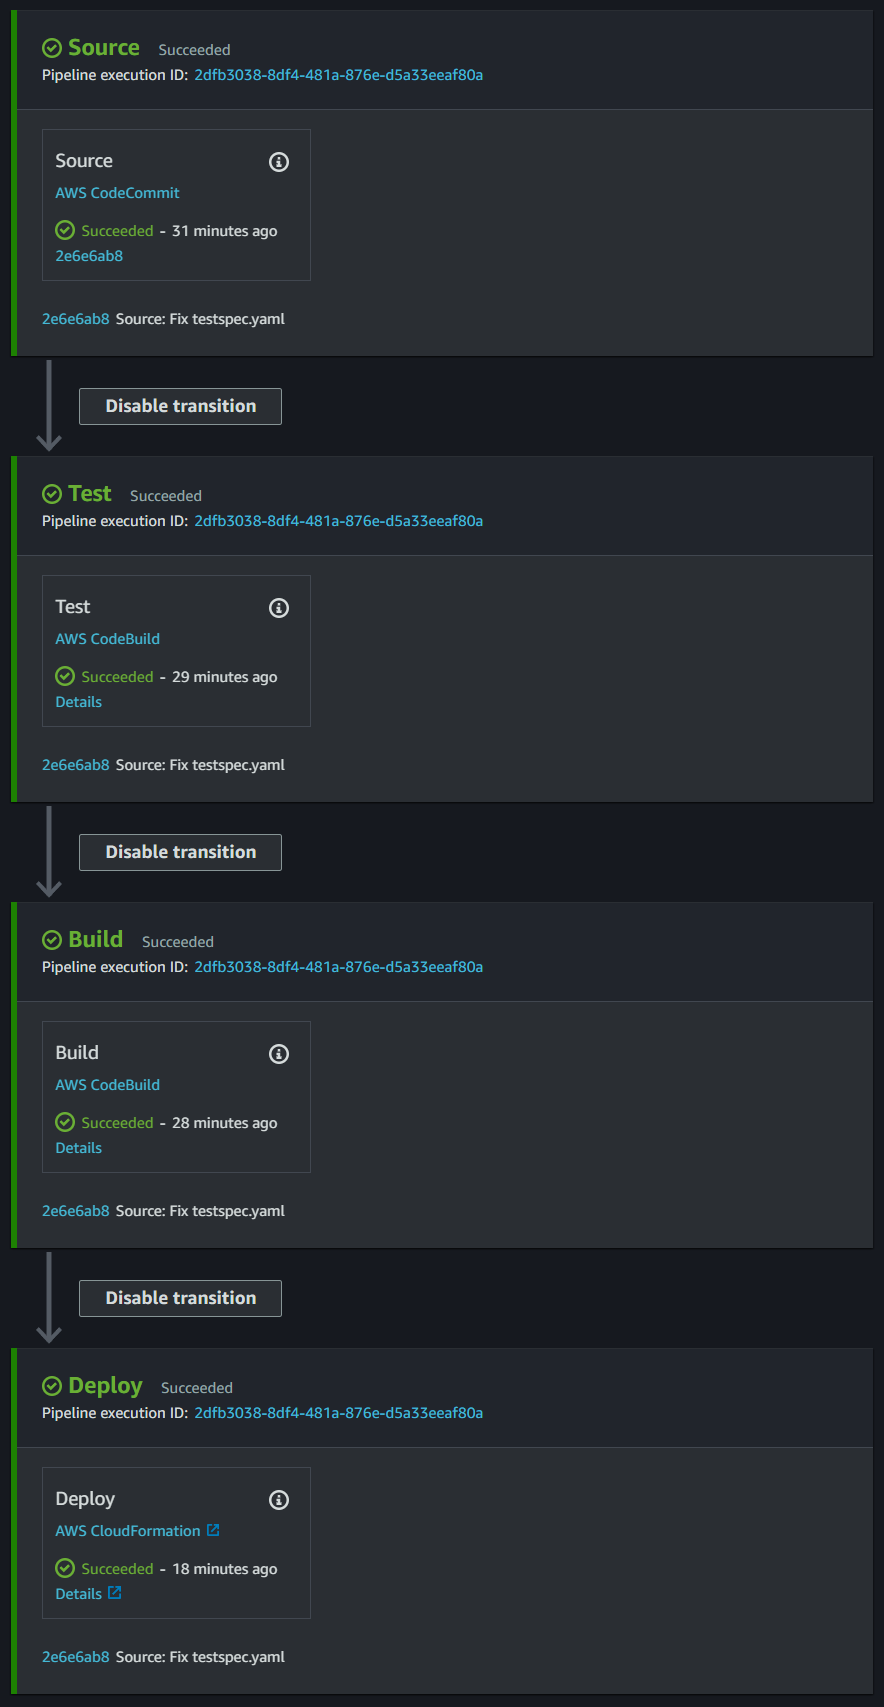 Source Succeeded
Pipeline execution ID: 2dfb3038-8df4-481a-876e-d5a33eeaf80a
Source
AWS CodeCommit
Succeeded - 31 minutes ago
2e6e6ab8
2e6e6ab8 Source: Fix testspec.yaml
Disable transition
Test Succeeded
Pipeline execution ID: 2dfb3038-8df4-481a-876e-d5a33eeaf80a
Test
AWS CodeBuild
Succeeded - 29 minutes ago
Details
2e6e6ab8 Source: Fix testspec.yaml
Disable transition
Build Succeeded
Pipeline execution ID: 2dfb3038-8df4-481a-876e-d5a33eeaf80a
Build
AWS CodeBuild
Succeeded - 28 minutes ago
Details
2e6e6ab8 Source: Fix testspec.yaml
Disable transition
Deploy Succeeded
Pipeline execution ID: 2dfb3038-8df4-481a-876e-d5a33eeaf80a
Deploy
AWS CloudFormation
Succeeded - 18 minutes ago
Details
2e6e6ab8 Source: Fix testspec.yaml